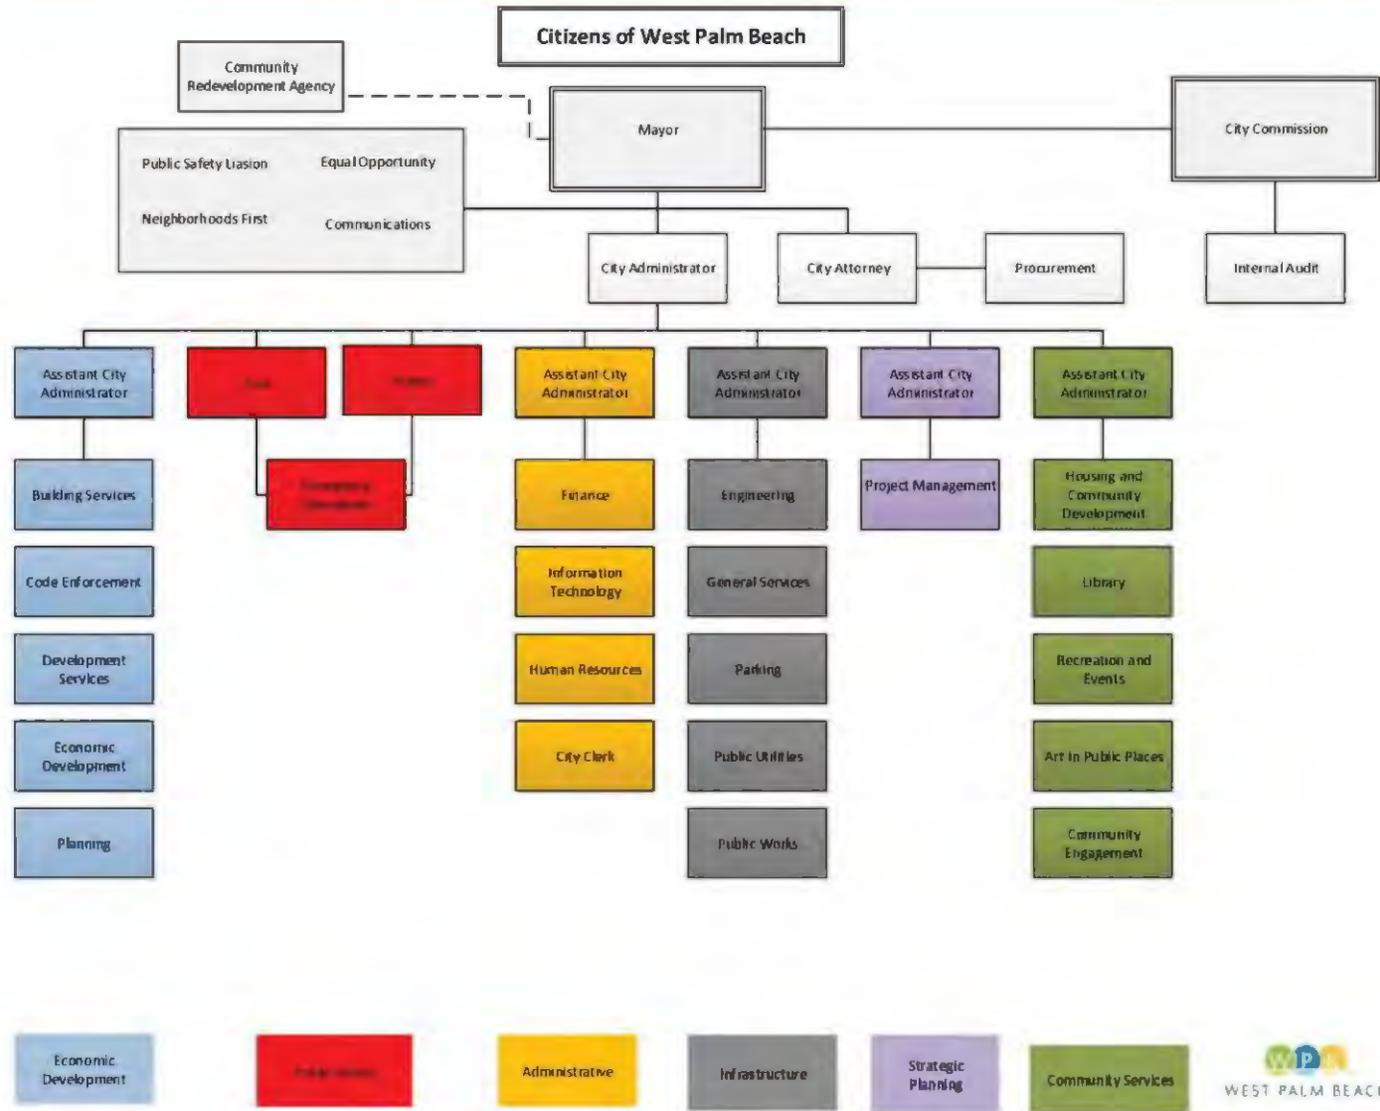 Citizens of West Palm Beach
Community
Redevelopment Agency
Mayor
City Commission
Public Safety Liasion
Equal Opportunity
Neighborhoods First
Communications
City Administrator
City Attorney
Procurement
Internal Audit
Assistant City
Administrator
Assistant City
Administrator
Assistant City
Administrator
Assistant City
Administrator
Assistant City
Administrator
Building Services
Code Enforcement
Development
Services
Economic
Development
Planning
Finance
Information
Technology
Human Resources
City Clerk
Engineering
General Services
Parking
Public Utilities
Public Works
Project Management
Housing and
Community
Development
Library
Recreation and
Events
Art in Public Places
Community
Engagement
Economic
Development
Administrative
Infrastructure
Strategic
Planning
Community Services
WPB
WEST PALM BEACH